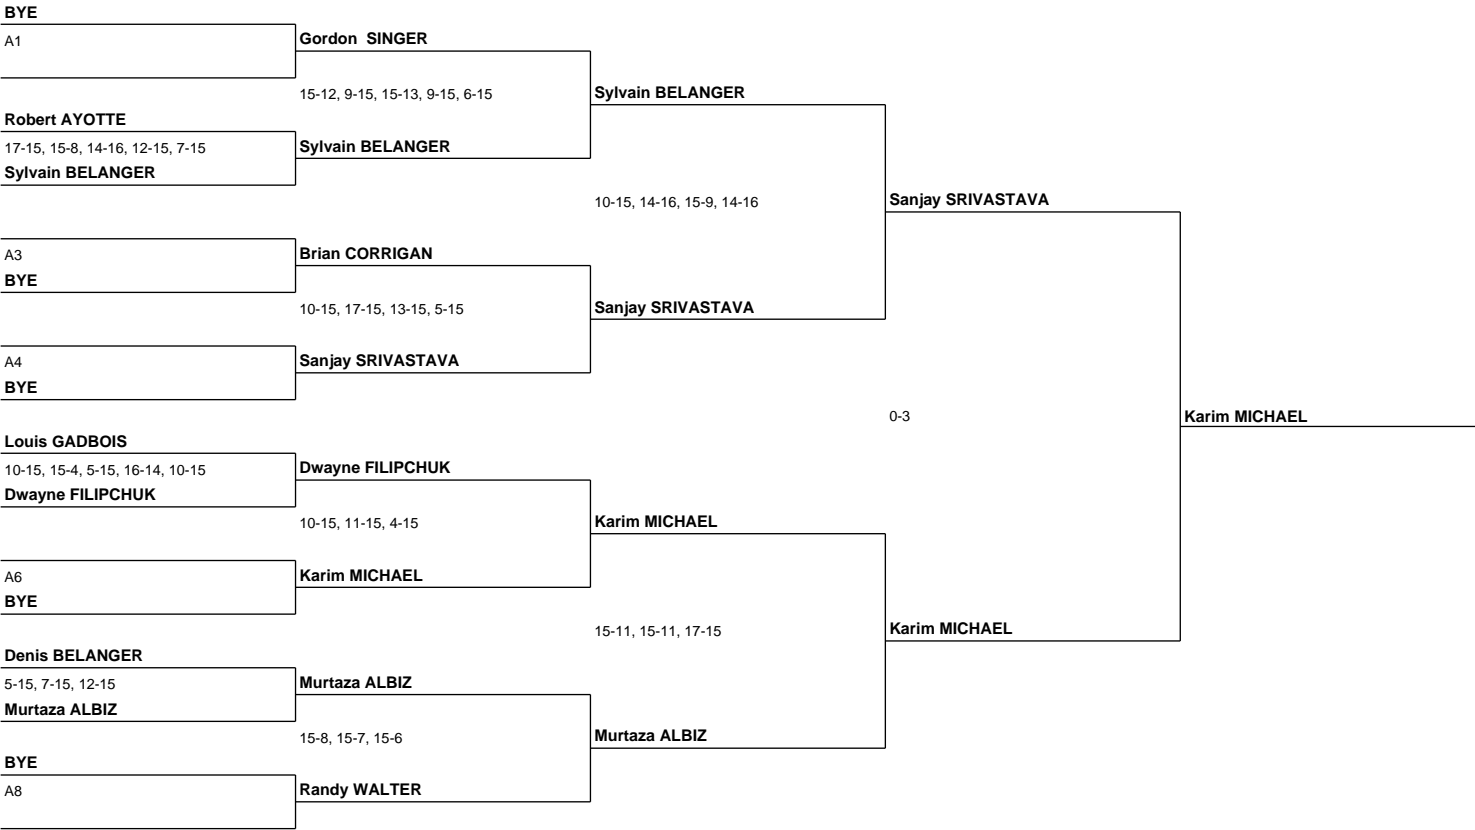 BYE
A1
Gordon  SINGER
15-12, 9-15, 15-13, 9-15, 6-15
Sylvain BELANGER
Robert AYOTTE
17-15, 15-8, 14-16, 12-15, 7-15
Sylvain BELANGER
Sylvain BELANGER
10-15, 14-16, 15-9, 14-16
Sanjay SRIVASTAVA
A3
BYE
Brian CORRIGAN
10-15, 17-15, 13-15, 5-15
Sanjay SRIVASTAVA
A4
BYE
Sanjay SRIVASTAVA
0-3
Karim MICHAEL
Louis GADBOIS
10-15, 15-4, 5-15, 16-14, 10-15
Dwayne FILIPCHUK
Dwayne FILIPCHUK
10-15, 11-15, 4-15
Karim MICHAEL
A6
BYE
Karim MICHAEL
15-11, 15-11, 17-15
Karim MICHAEL
Denis BELANGER
5-15, 7-15, 12-15
Murtaza ALBIZ
Murtaza ALBIZ
15-8, 15-7, 15-6
Murtaza ALBIZ
BYE
A8
Randy WALTER